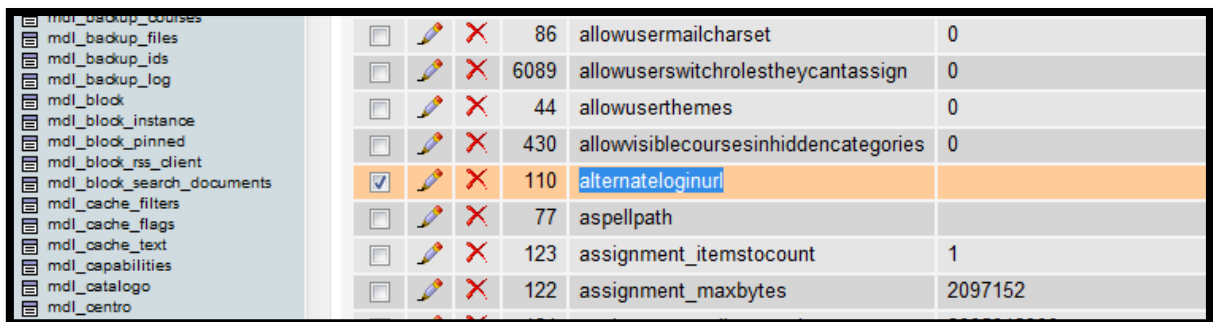 mdl_backup_courses
mdl_backup_files
mdl_backup_ids
mdl_backup_log
mdl_block
mdl_block_instance
mdl_block_pinned
mdl_block_rss_client
mdl_block_search_documents
mdl_cache_filters
mdl_cache_flags
mdl_cache_text
mdl_capabilities
mdl_catalogo
mdl_centro
86 allowusermailcharset 0
6089 allowuserswitchrolestheycantassign 0
44 allowuserthemes 0
430 allowvisiblecoursesinhiddencategories 0
110 alternateloginurl
77 aspellpath
123 assignment_itemstocount 1
122 assignment_maxbytes 2097152